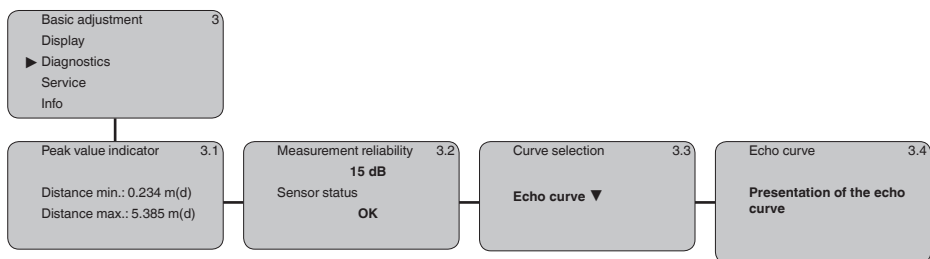 Basic adjustment 3
Display
▶ Diagnostics
Service
Info
Peak value indicator 3.1
Distance min.: 0.234 m(d)
Distance max.: 5.385 m(d)
Measurement reliability 3.2
15 dB
Sensor status
OK
Curve selection 3.3
Echo curve ▼
Echo curve 3.4
Presentation of the echo
curve